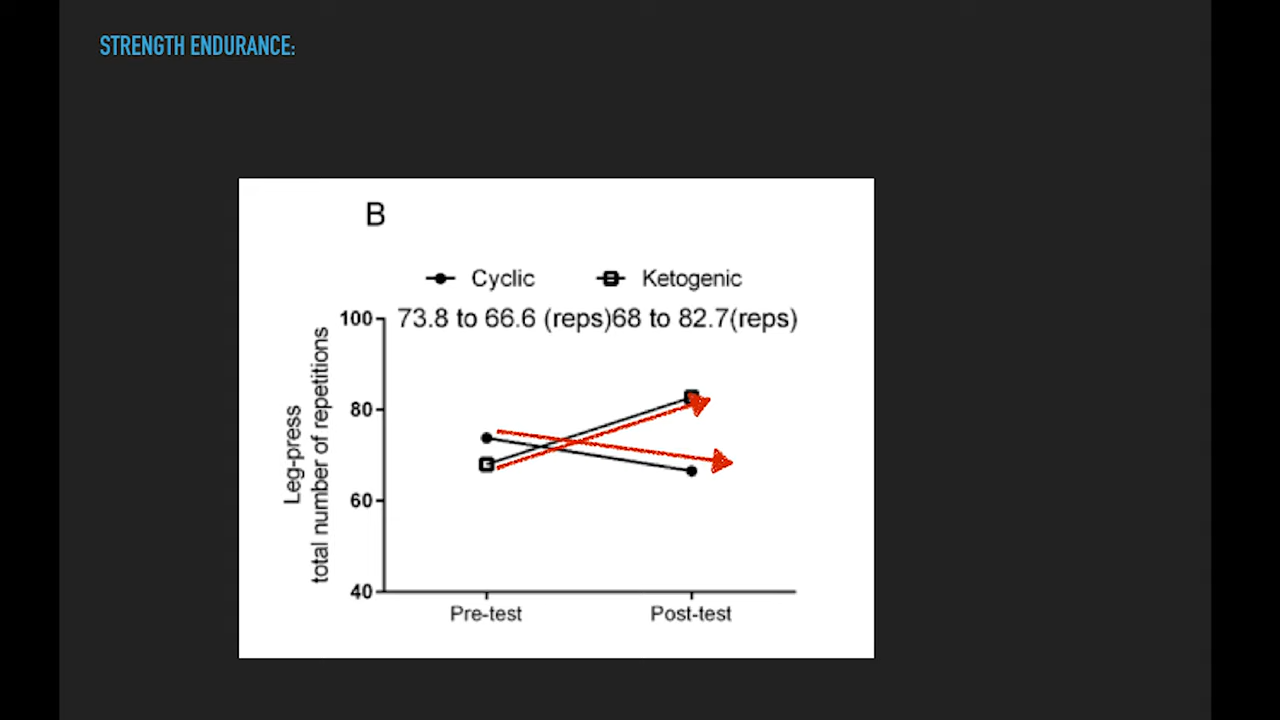 STRENGTH ENDURANCE:
B
Cyclic Ketogenic
73.8 to 66.6 (reps)68 to 82.7(reps)
100
80
60
40
Leg-press
total number of repetitions
Pre-test Post-test